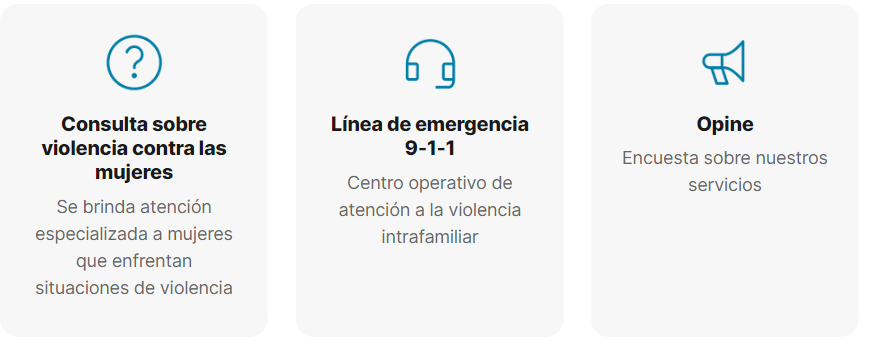 Consulta sobre
violencia contra las
mujeres
Se brinda atención
especializada a mujeres
que enfrentan
situaciones de violencia
Línea de emergencia
9-1-1
Centro operativo de
atención a la violencia
intrafamiliar
Opine
Encuesta sobre nuestros
servicios